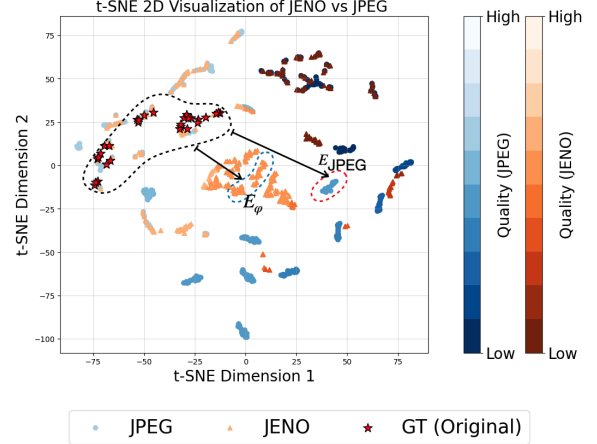 t-SNE 2D Visualization of JENO vs JPEG
t-SNE Dimension 2
75
50
25
0
−25
−50
−75
−100
−75
−50
−25
0
25
50
75
t-SNE Dimension 1
E_JPEG
E_φ
High
Low
Quality (JPEG)
High
Low
Quality (JENO)
JPEG
JENO
GT (Original)